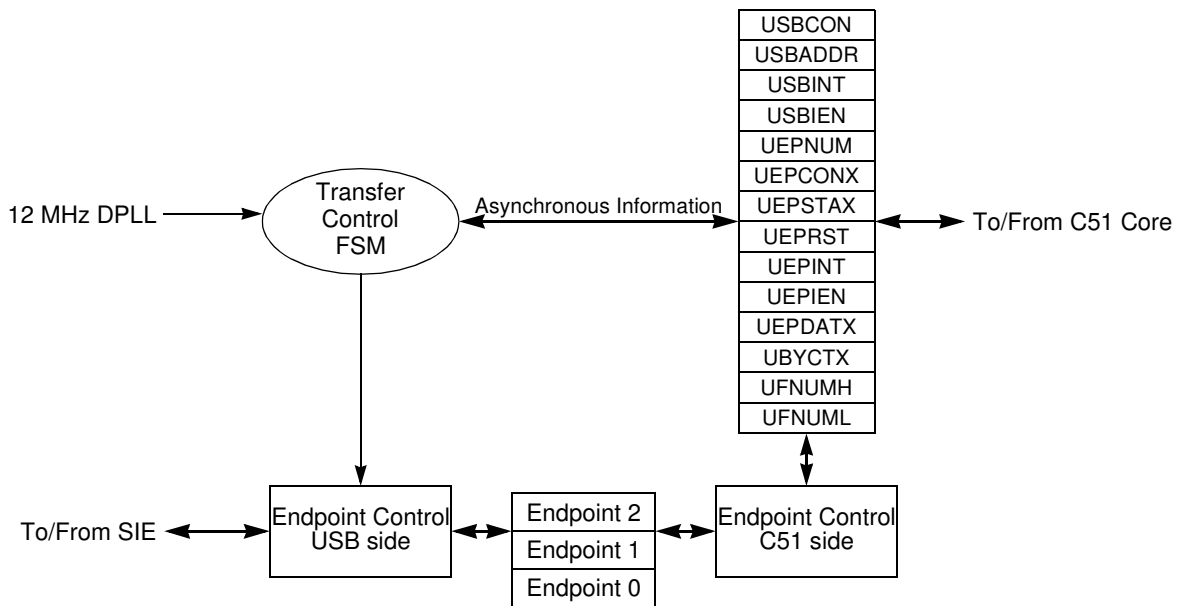 USBCON
USBADDR
USBINT
USBIEN
UEPNUM
UEPCONX
UEPSTAX
UEPRST
UEPINT
UEPIEN
UEPDATX
UBYCTX
UFNUMH
UFNUML
12 MHz DPLL
Transfer
Control
FSM
Asynchronous Information
To/From C51 Core
To/From SIE
Endpoint Control
USB side
Endpoint 2
Endpoint 1
Endpoint 0
Endpoint Control
C51 side